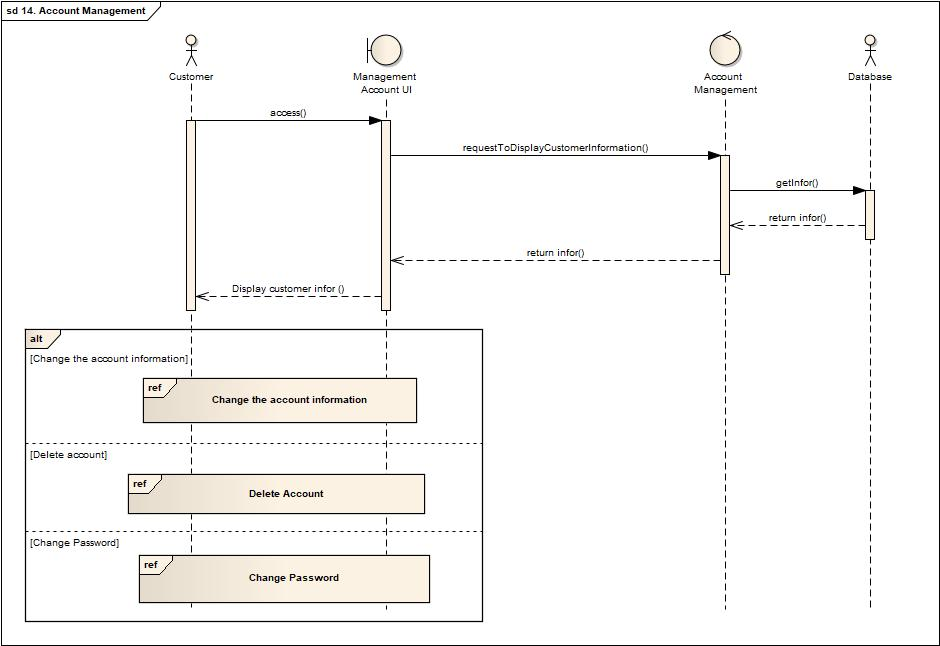 sd 14. Account Management
Customer
Management
Account UI
Account
Management
Database
access()
requestToDisplayCustomerInformation()
getInfor()
return infor()
return infor()
Display customer infor ()
alt
[Change the account information]
ref
Change the account information
[Delete account]
ref
Delete Account
[Change Password]
ref
Change Password